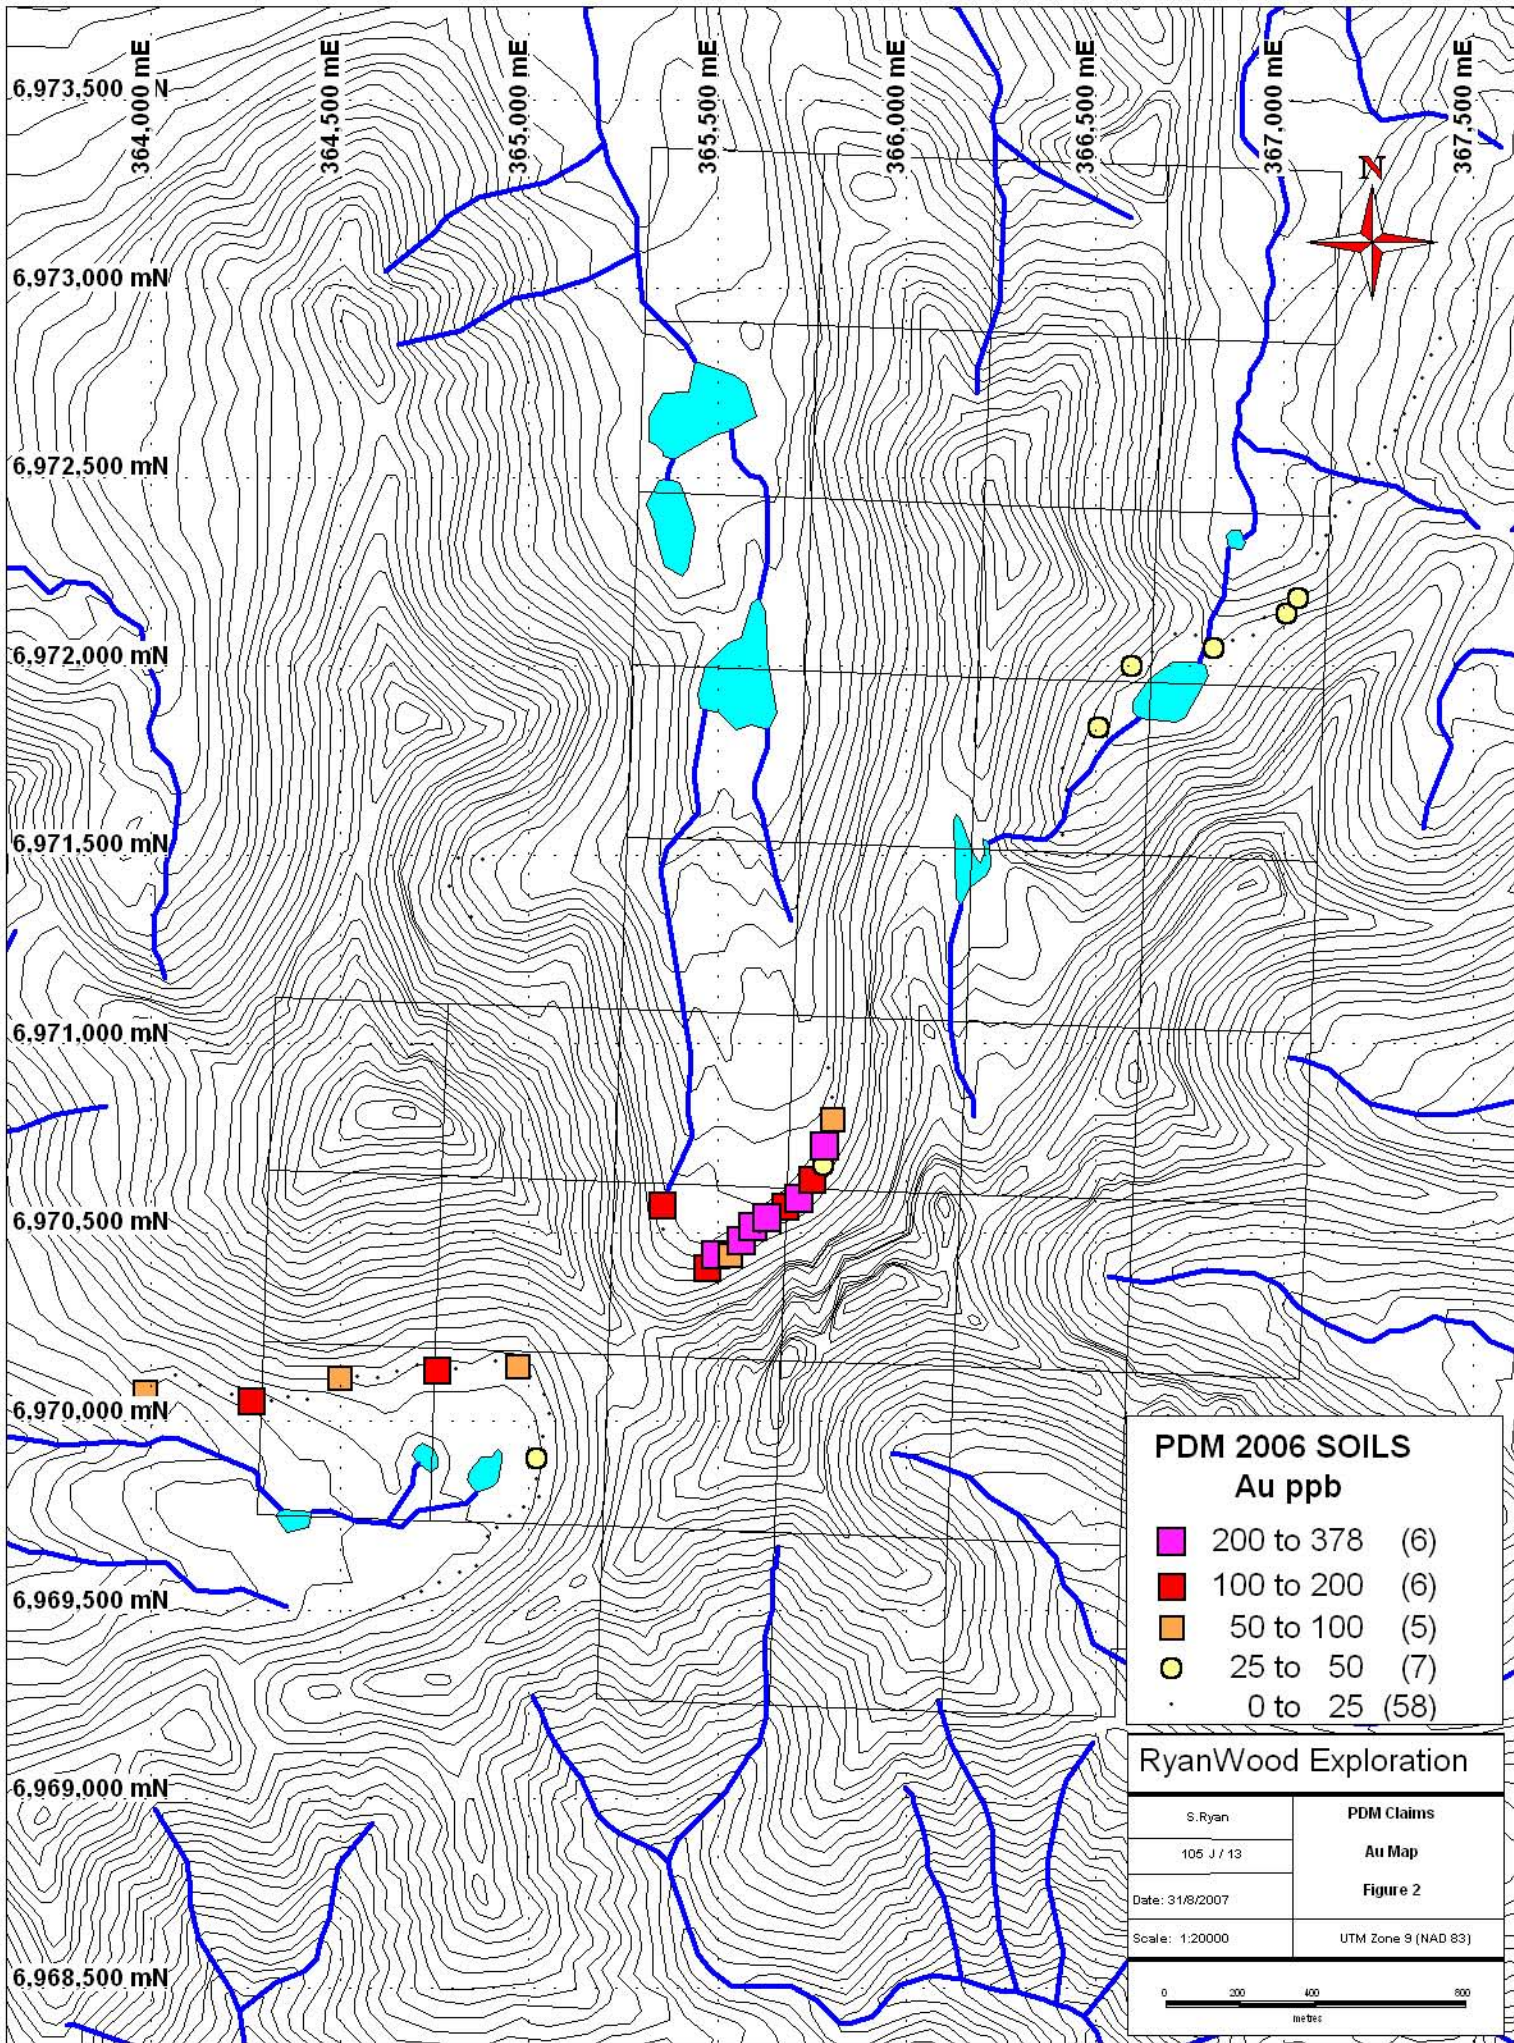 364,000 mE
364,500 mE
365,000 mE
365,500 mE
366,000 mE
366,500 mE
367,000 mE
367,500 mE
6,973,500 N
N
6,973,000 mN
6,972,500 mN
6,972,000 mN
6,971,500 mN
6,971,000 mN
6,970,500 mN
6,970,000 mN
6,969,500 mN
6,969,000 mN
6,968,500 mN
PDM 2006 SOILS
Au ppb
200 to 378 (6)
100 to 200 (6)
50 to 100 (5)
25 to 50 (7)
0 to 25 (58)
RyanWood Exploration
S.Ryan
105 J / 13
Date: 31/8/2007
Scale: 1:20000
PDM Claims
Au Map
Figure 2
UTM Zone 9 (NAD 83)
0 200 400 800
metres